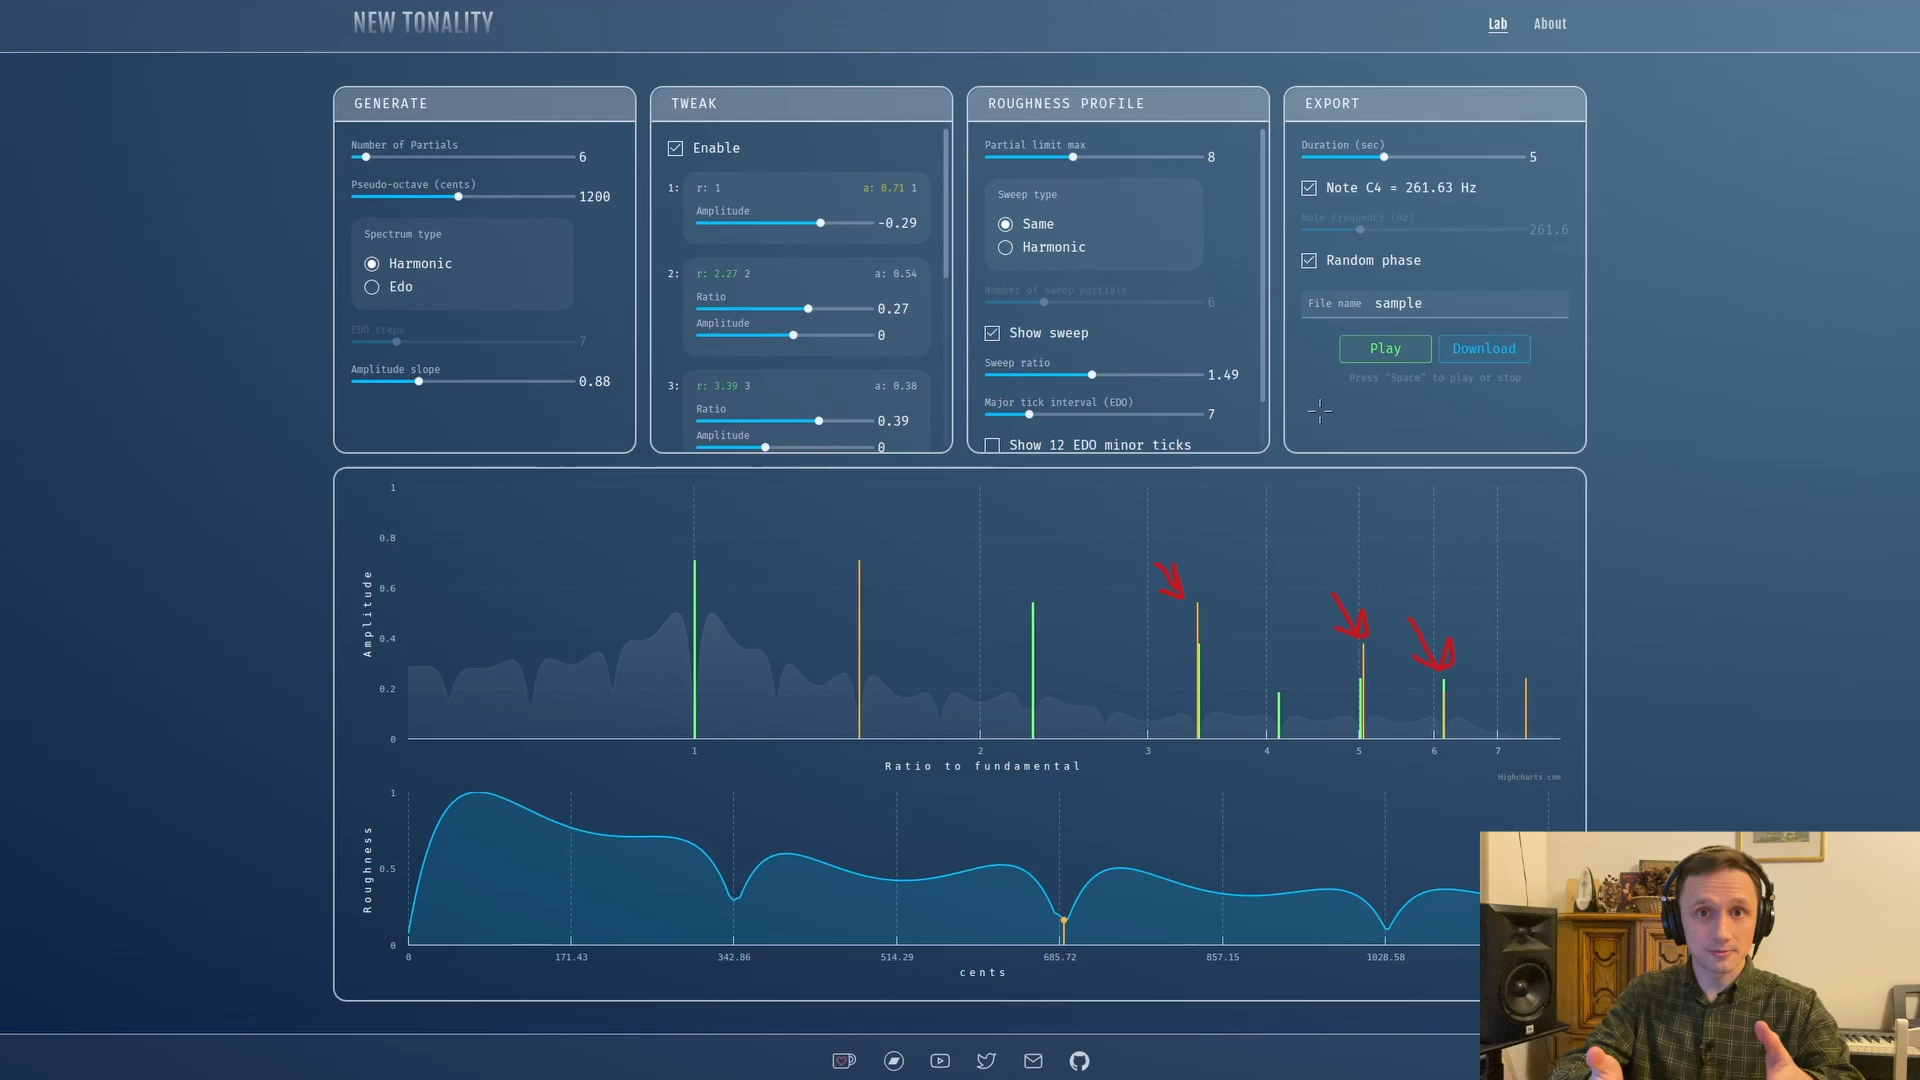 NEW TONALITY
Lab
About
GENERATE
Number of Partials
6
Pseudo-octave (cents)
1200
Spectrum type
Harmonic
Edo
EDO steps
7
Amplitude slope
0.88
TWEAK
Enable
1:
r: 1
a: 0.71 1
Amplitude
-0.29
2:
r: 2.27 2
a: 0.54
Ratio
0.27
Amplitude
0
3:
r: 3.39 3
a: 0.38
Ratio
0.39
Amplitude
0
ROUGHNESS PROFILE
Partial limit max
8
Sweep type
Same
Harmonic
Number of sweep partials
6
Show sweep
Sweep ratio
1.49
Major tick interval (EDO)
7
Show 12 EDO minor ticks
EXPORT
Duration (sec)
5
Note C4 = 261.63 Hz
Note Frequency (Hz)
261.6
Random phase
File name sample
Play
Download
Press "Space" to play or stop
Amplitude
1
0.8
0.6
0.4
0.2
0
1 2 3 4 5 6 7
Ratio to fundamental
Highcharts.com
Roughness
1
0.5
0
0 171.43 342.86 514.29 685.72 857.15 1028.58
cents